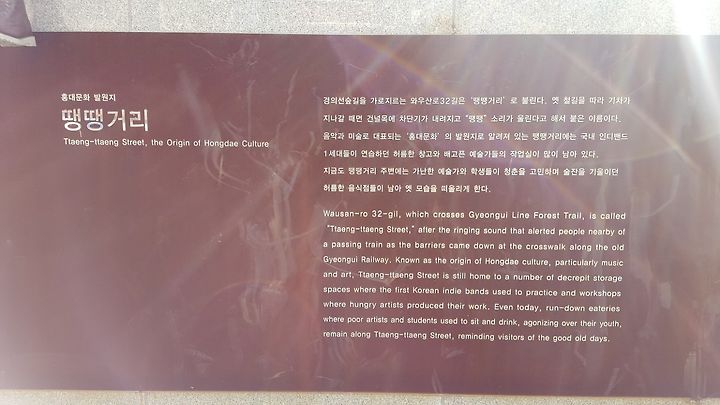 홍대문화 발원지
땡땡거리
Ttaeng-ttaeng Street, the Origin of Hongdae Culture
경의선숲길을 가로지르는 와우산로32길은 '땡땡거리'로 불린다. 옛 철길을 따라 기차가
지나갈 때면 건널목에 차단기가 내려지고 "땡땡" 소리가 울린다고 해서 붙은 이름이다.
음악과 미술로 대표되는 '홍대문화'의 발원지로 알려져 있는 땡땡거리에는 국내 인디밴드
1세대들이 연습하던 허름한 창고와 배고픈 예술가들의 작업실이 많이 남아 있다.
지금도 땡땡거리 주변에는 가난한 예술가와 학생들이 청춘을 고민하며 술잔을 기울이던
허름한 음식점들이 남아 옛 모습을 떠올리게 한다.
Wausan-ro 32-gil, which crosses Gyeongui Line Forest Trail, is called
"Ttaeng-ttaeng Street," after the ringing sound that alerted people nearby of
a passing train as the barriers came down at the crosswalk along the old
Gyeongui Railway. Known as the origin of Hongdae culture, particularly music
and art, Ttaeng-ttaeng Street is still home to a number of decrepit storage
spaces where the first Korean indie bands used to practice and workshops
where hungry artists produced their work. Even today, run-down eateries
where poor artists and students used to sit and drink, agonizing over their youth,
remain along Ttaeng-ttaeng Street, reminding visitors of the good old days.